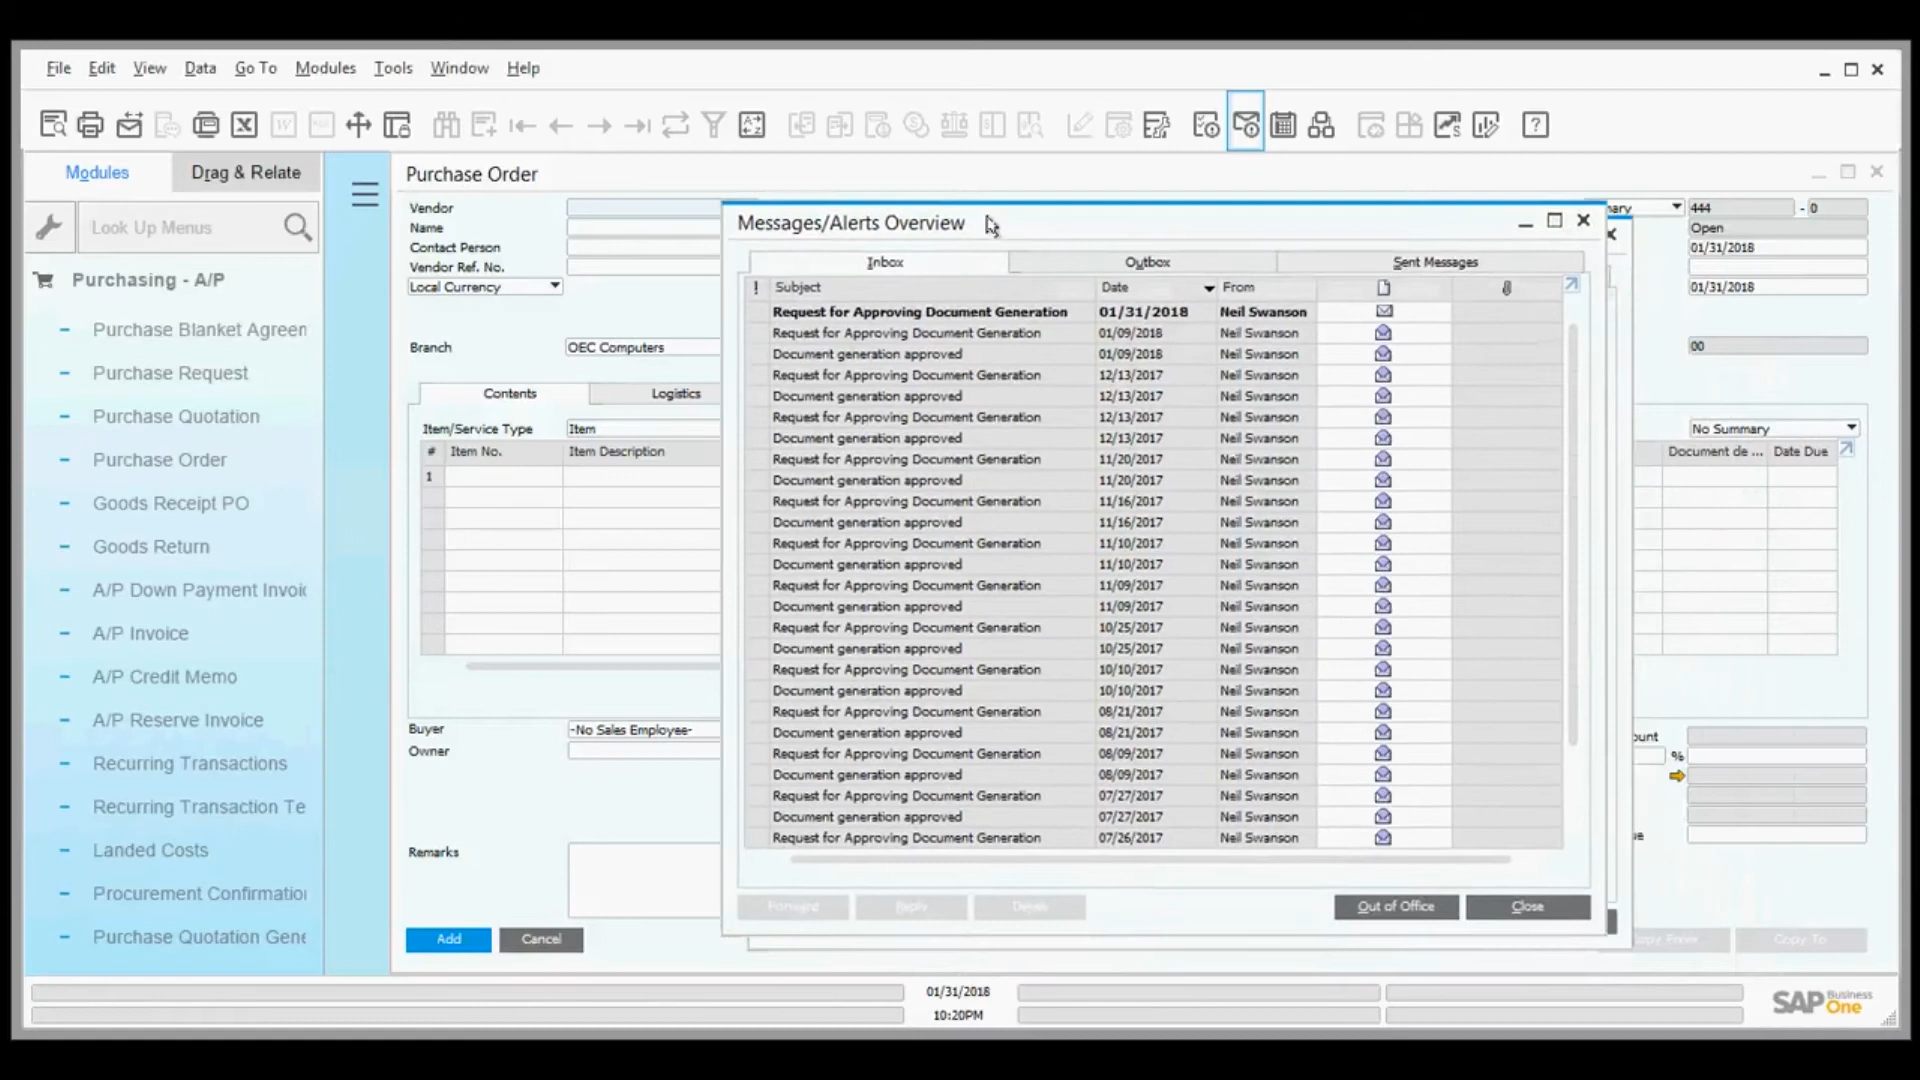 File Edit View Data Go To Modules Tools Window Help
Modules Drag & Relate
Look Up Menus
Purchasing - A/P
Purchase Blanket Agreen
Purchase Request
Purchase Quotation
Purchase Order
Goods Receipt PO
Goods Return
A/P Down Payment Invoic
A/P Invoice
A/P Credit Memo
A/P Reserve Invoice
Recurring Transactions
Recurring Transaction Te
Landed Costs
Procurement Confirmation
Purchase Quotation Gene
Purchase Order
Vendor
Name
Contact Person
Vendor Ref. No.
Local Currency
Branch OEC Computers
Contents Logistics
Item/Service Type Item
# Item No. Item Description
1
Buyer -No Sales Employee-
Owner
Remarks
Add Cancel
Messages/Alerts Overview
Inbox Outbox Sent Messages
! Subject Date From
Request for Approving Document Generation 01/31/2018 Neil Swanson
Request for Approving Document Generation 01/09/2018 Neil Swanson
Document generation approved 01/09/2018 Neil Swanson
Request for Approving Document Generation 12/13/2017 Neil Swanson
Document generation approved 12/13/2017 Neil Swanson
Request for Approving Document Generation 12/13/2017 Neil Swanson
Document generation approved 12/13/2017 Neil Swanson
Request for Approving Document Generation 11/20/2017 Neil Swanson
Document generation approved 11/20/2017 Neil Swanson
Request for Approving Document Generation 11/16/2017 Neil Swanson
Document generation approved 11/16/2017 Neil Swanson
Request for Approving Document Generation 11/10/2017 Neil Swanson
Document generation approved 11/10/2017 Neil Swanson
Request for Approving Document Generation 11/09/2017 Neil Swanson
Document generation approved 11/09/2017 Neil Swanson
Request for Approving Document Generation 10/25/2017 Neil Swanson
Document generation approved 10/25/2017 Neil Swanson
Request for Approving Document Generation 10/10/2017 Neil Swanson
Document generation approved 10/10/2017 Neil Swanson
Request for Approving Document Generation 08/21/2017 Neil Swanson
Document generation approved 08/21/2017 Neil Swanson
Request for Approving Document Generation 08/09/2017 Neil Swanson
Document generation approved 08/09/2017 Neil Swanson
Request for Approving Document Generation 07/27/2017 Neil Swanson
Document generation approved 07/27/2017 Neil Swanson
Request for Approving Document Generation 07/26/2017 Neil Swanson
Forward Reply Delete Out of Office Close
ary 444 - 0
Open
01/31/2018
01/31/2018
00
No Summary
Document de ... Date Due
ount
%
ue
opy From Copy To
01/31/2018
10:20PM
SAP Business One